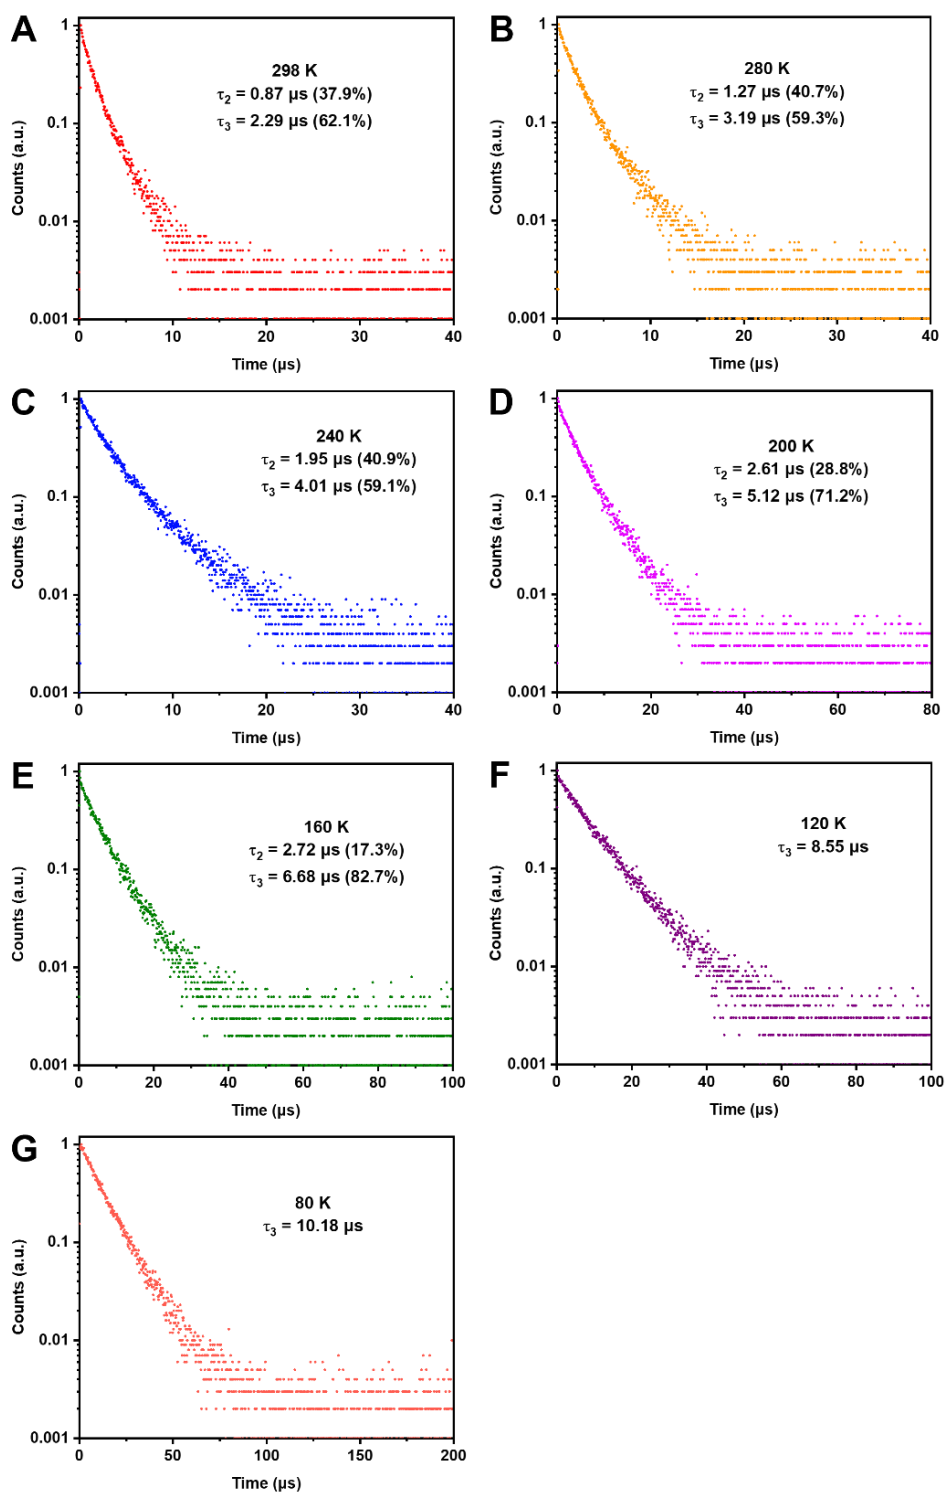 A
298 K
τ2 = 0.87 µs (37.9%)
τ3 = 2.29 µs (62.1%)
Counts (a.u.)
1
0.1
0.01
0.001
0 10 20 30 40
Time (µs)
B
280 K
τ2 = 1.27 µs (40.7%)
τ3 = 3.19 µs (59.3%)
Counts (a.u.)
1
0.1
0.01
0.001
0 10 20 30 40
Time (µs)
C
240 K
τ2 = 1.95 µs (40.9%)
τ3 = 4.01 µs (59.1%)
Counts (a.u.)
1
0.1
0.01
0.001
0 10 20 30 40
Time (µs)
D
200 K
τ2 = 2.61 µs (28.8%)
τ3 = 5.12 µs (71.2%)
Counts (a.u.)
1
0.1
0.01
0.001
0 20 40 60 80
Time (µs)
E
160 K
τ2 = 2.72 µs (17.3%)
τ3 = 6.68 µs (82.7%)
Counts (a.u.)
1
0.1
0.01
0.001
0 20 40 60 80 100
Time (µs)
F
120 K
τ3 = 8.55 µs
Counts (a.u.)
1
0.1
0.01
0.001
0 20 40 60 80 100
Time (µs)
G
80 K
τ3 = 10.18 µs
Counts (a.u.)
1
0.1
0.01
0.001
0 50 100 150 200
Time (µs)